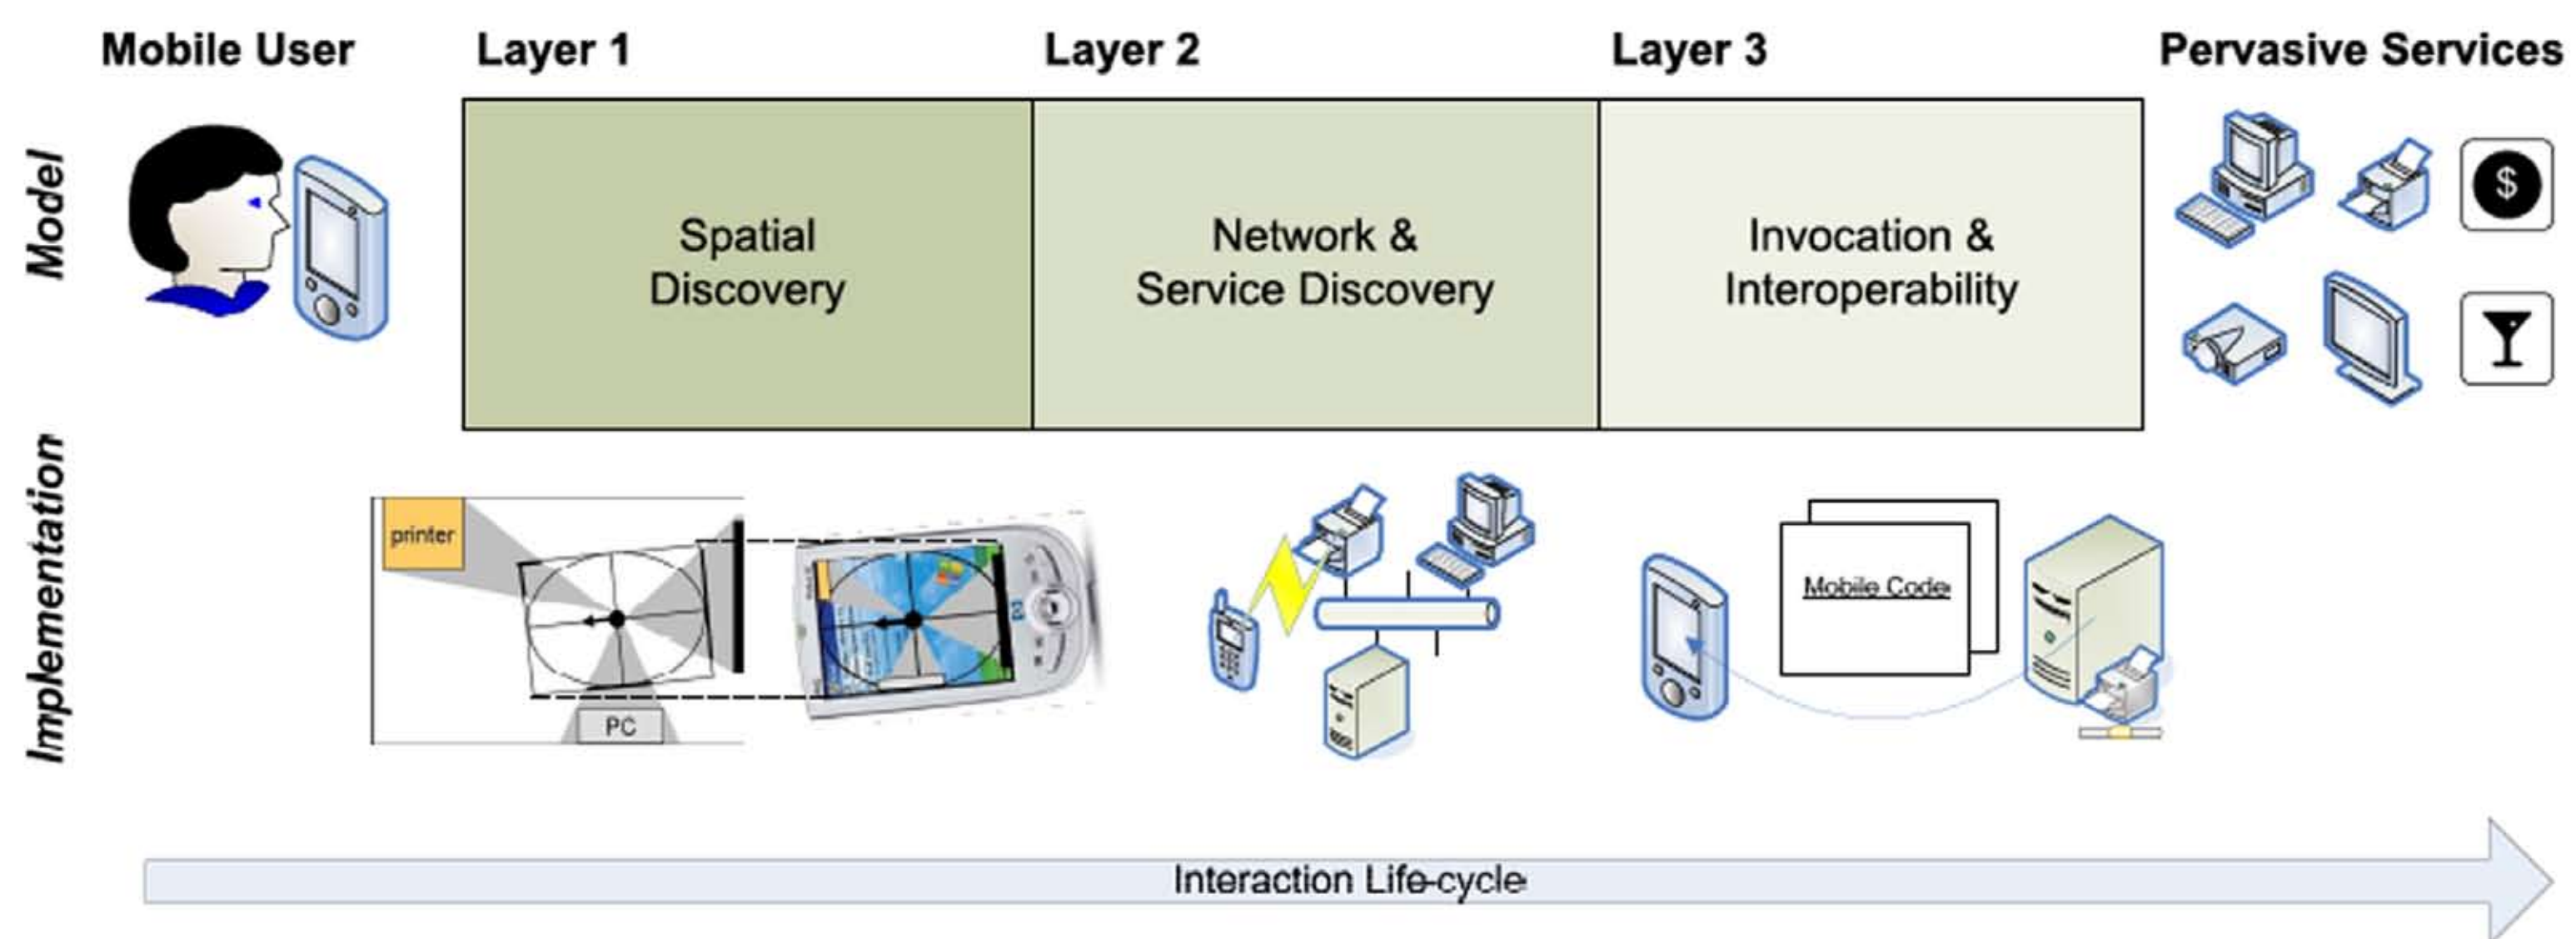 Mobile User
Layer 1
Layer 2
Layer 3
Pervasive Services
Model
Spatial
Discovery
Network &
Service Discovery
Invocation &
Interoperability
$
Implementation
printer
PC
Mobile Code
Interaction Life-cycle